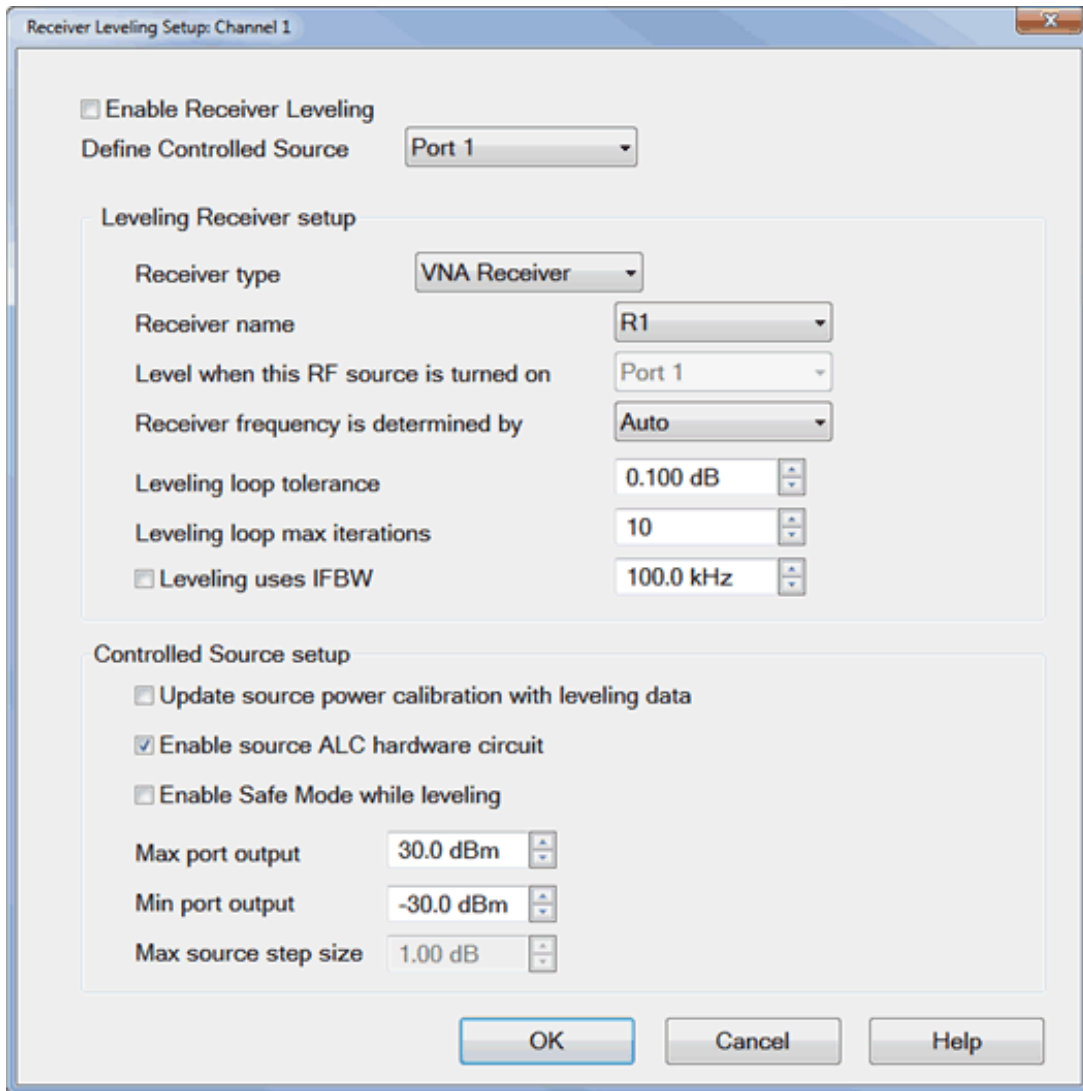 Receiver Leveling Setup: Channel 1
Enable Receiver Leveling
Define Controlled Source Port 1
Leveling Receiver setup
Receiver type VNA Receiver
Receiver name R1
Level when this RF source is turned on Port 1
Receiver frequency is determined by Auto
Leveling loop tolerance 0.100 dB
Leveling loop max iterations 10
Leveling uses IFBW 100.0 kHz
Controlled Source setup
Update source power calibration with leveling data
Enable source ALC hardware circuit
Enable Safe Mode while leveling
Max port output 30.0 dBm
Min port output -30.0 dBm
Max source step size 1.00 dB
OK Cancel Help